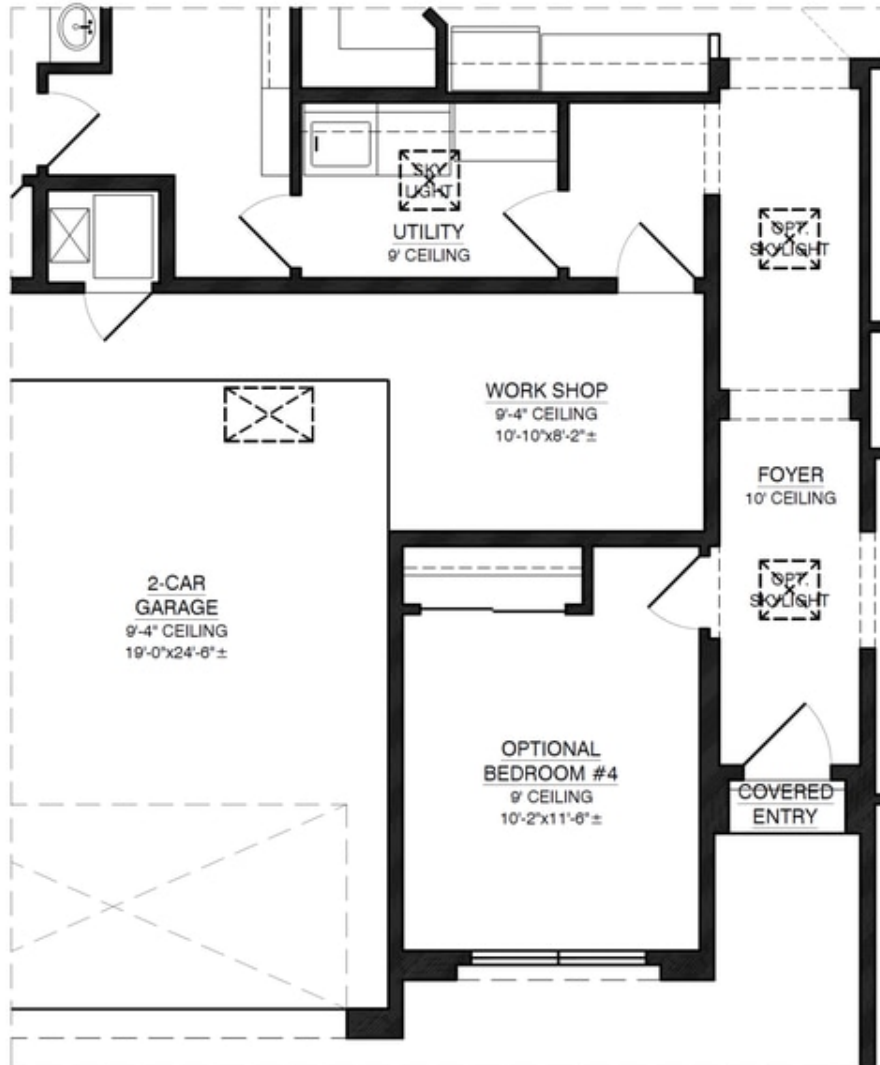 SKY
LIGHT
UTILITY
9' CEILING
OPT.
SKYLIGHT
WORK SHOP
9'-4" CEILING
10'-10"x8'-2"±
FOYER
10' CEILING
OPT.
SKYLIGHT
2-CAR
GARAGE
9'-4" CEILING
19'-0"x24'-6"±
OPTIONAL
BEDROOM #4
9' CEILING
10'-2"x11'-6"±
COVERED
ENTRY